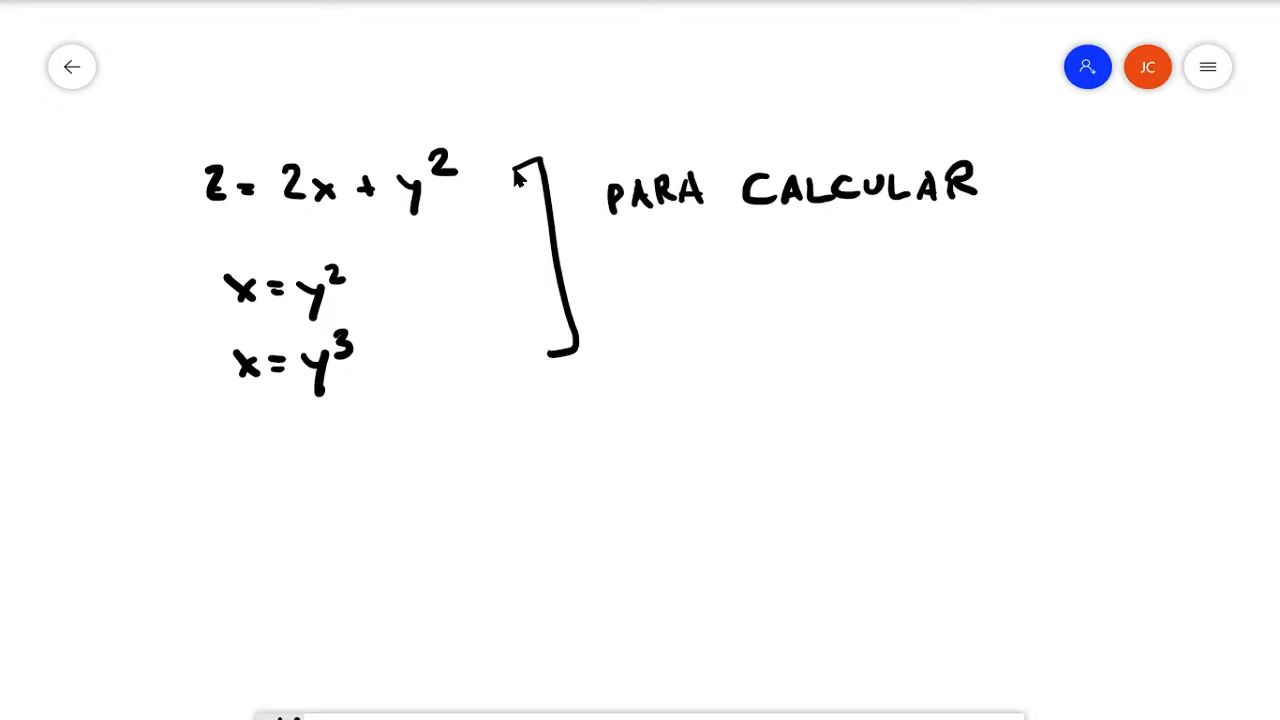 JC
z = 2x + y² PARA CALCULAR
x = y²
x = y³